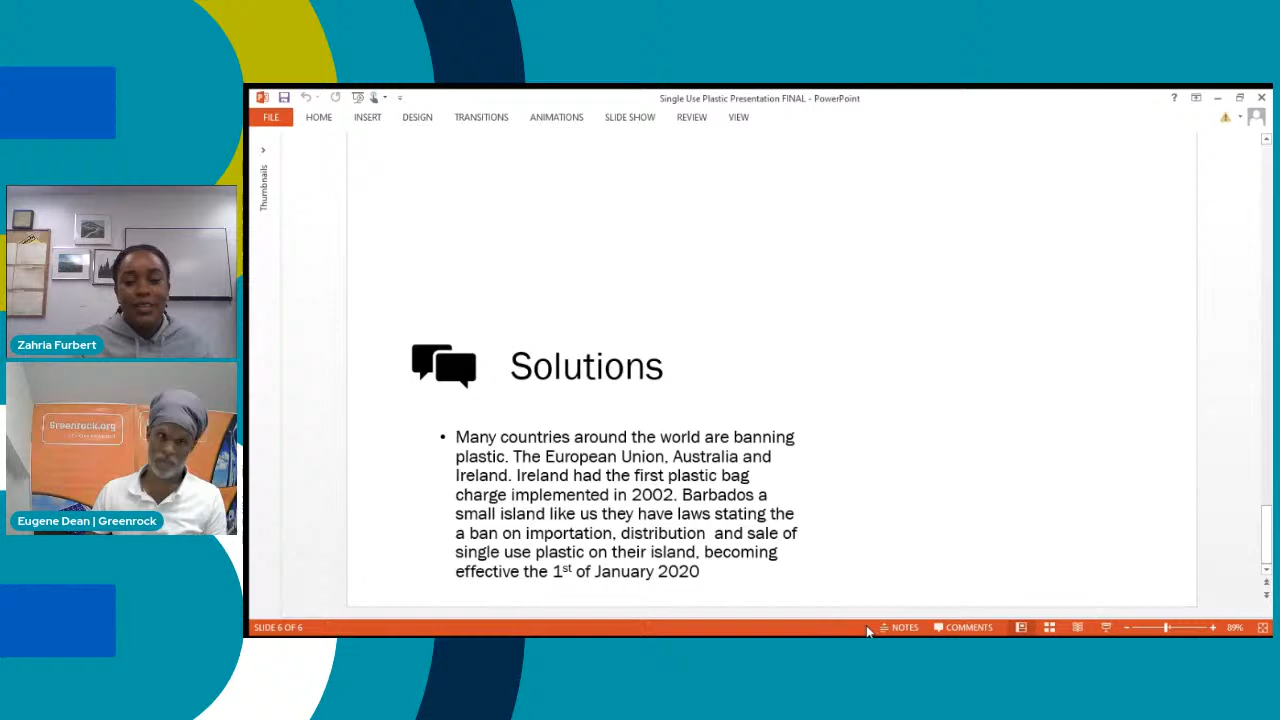 Single Use Plastic Presentation FINAL - PowerPoint
?
FILE HOME INSERT DESIGN TRANSITIONS ANIMATIONS SLIDE SHOW REVIEW VIEW
Thumbnails
Solutions
• Many countries around the world are banning
plastic. The European Union, Australia and
Ireland. Ireland had the first plastic bag
charge implemented in 2002. Barbados a
small island like us they have laws stating the
a ban on importation, distribution and sale of
single use plastic on their island, becoming
effective the 1st of January 2020
SLIDE 6 OF 6 NOTES COMMENTS 89%
Zahria Furbert
Greenrock.org
Eugene Dean | Greenrock